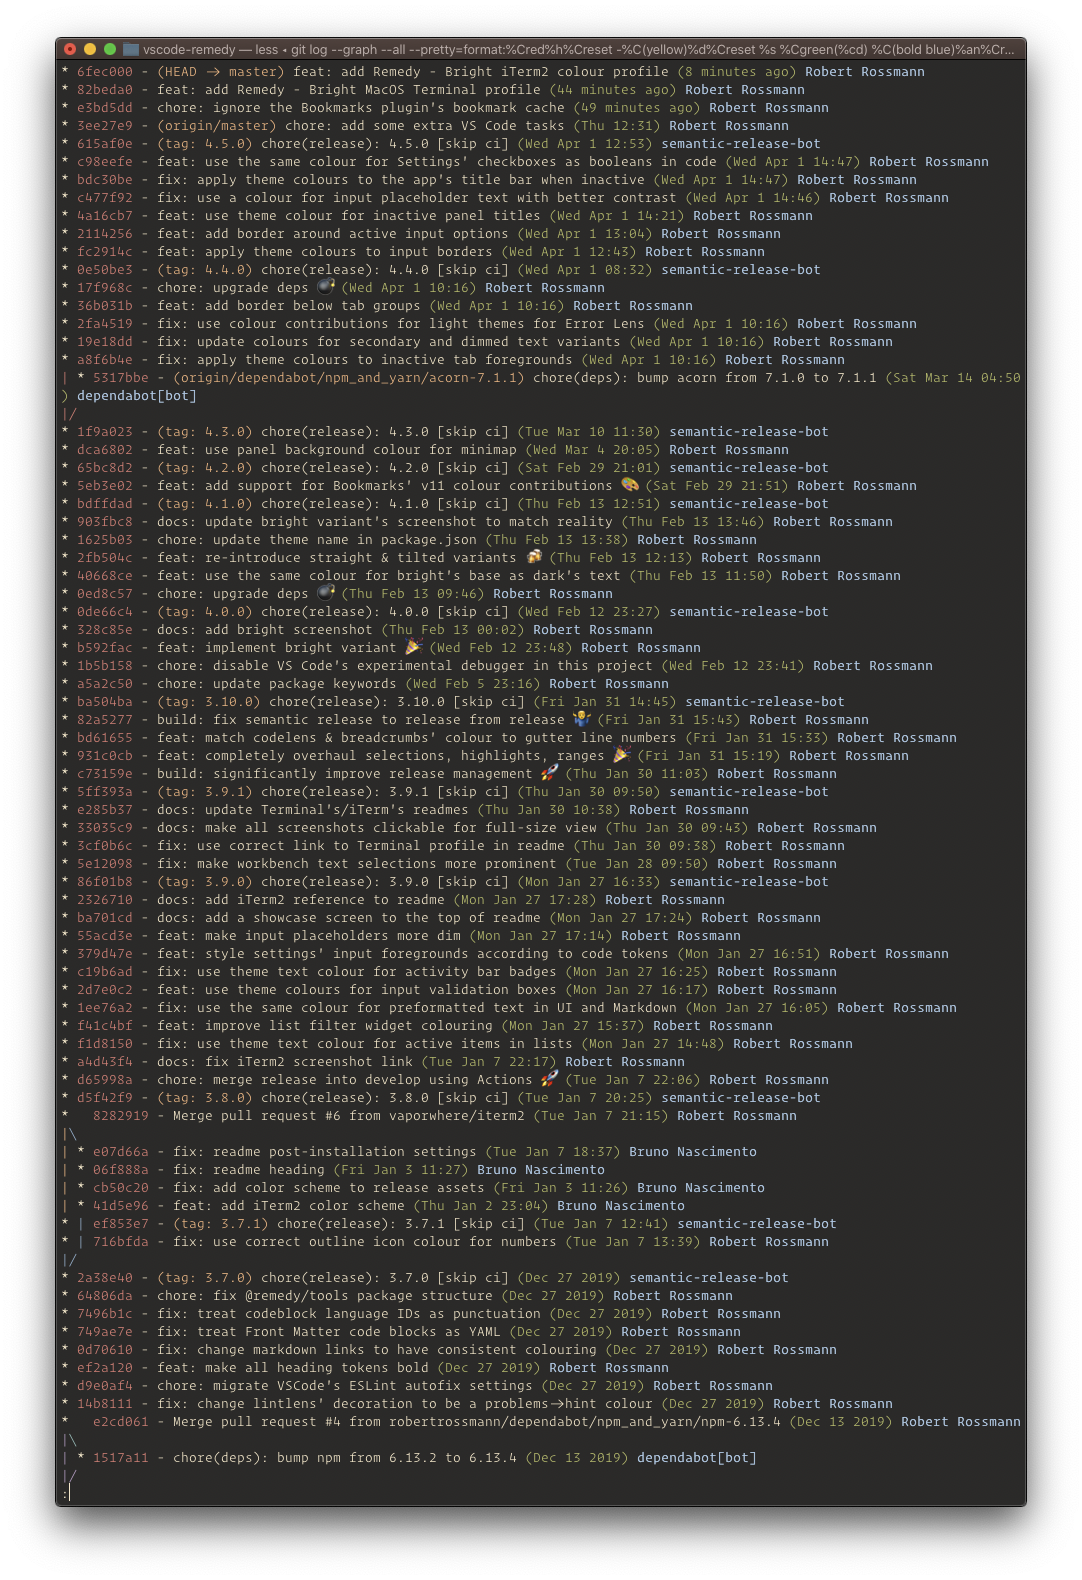 vscode-remedy — less ◂ git log --graph --all --pretty=format:%Cred%h%Creset -%C(yellow)%d%Creset %s %Cgreen(%cd) %C(bold blue)%an%Cr...
* 6fec000 - (HEAD -> master) feat: add Remedy - Bright iTerm2 colour profile (8 minutes ago) Robert Rossmann
* 82beda0 - feat: add Remedy - Bright MacOS Terminal profile (44 minutes ago) Robert Rossmann
* e3bd5dd - chore: ignore the Bookmarks plugin's bookmark cache (49 minutes ago) Robert Rossmann
* 3ee27e9 - (origin/master) chore: add some extra VS Code tasks (Thu 12:31) Robert Rossmann
* 615af0e - (tag: 4.5.0) chore(release): 4.5.0 [skip ci] (Wed Apr 1 12:53) semantic-release-bot
* c98eefe - feat: use the same colour for Settings' checkboxes as booleans in code (Wed Apr 1 14:47) Robert Rossmann
* bdc30be - fix: apply theme colours to the app's title bar when inactive (Wed Apr 1 14:47) Robert Rossmann
* c477f92 - fix: use a colour for input placeholder text with better contrast (Wed Apr 1 14:46) Robert Rossmann
* 4a16cb7 - feat: use theme colour for inactive panel titles (Wed Apr 1 14:21) Robert Rossmann
* 2114256 - feat: add border around active input options (Wed Apr 1 13:04) Robert Rossmann
* fc2914c - feat: apply theme colours to input borders (Wed Apr 1 12:43) Robert Rossmann
* 0e50be3 - (tag: 4.4.0) chore(release): 4.4.0 [skip ci] (Wed Apr 1 08:32) semantic-release-bot
* 17f968c - chore: upgrade deps 💣 (Wed Apr 1 10:16) Robert Rossmann
* 36b031b - feat: add border below tab groups (Wed Apr 1 10:16) Robert Rossmann
* 2fa4519 - fix: use colour contributions for light themes for Error Lens (Wed Apr 1 10:16) Robert Rossmann
* 19e18dd - fix: update colours for secondary and dimmed text variants (Wed Apr 1 10:16) Robert Rossmann
* a8f6b4e - fix: apply theme colours to inactive tab foregrounds (Wed Apr 1 10:16) Robert Rossmann
| * 5317bbe - (origin/dependabot/npm_and_yarn/acorn-7.1.1) chore(deps): bump acorn from 7.1.0 to 7.1.1 (Sat Mar 14 04:50
) dependabot[bot]
|/
* 1f9a023 - (tag: 4.3.0) chore(release): 4.3.0 [skip ci] (Tue Mar 10 11:30) semantic-release-bot
* dca6802 - feat: use panel background colour for minimap (Wed Mar 4 20:05) Robert Rossmann
* 65bc8d2 - (tag: 4.2.0) chore(release): 4.2.0 [skip ci] (Sat Feb 29 21:01) semantic-release-bot
* 5eb3e02 - feat: add support for Bookmarks' v11 colour contributions 🎨 (Sat Feb 29 21:51) Robert Rossmann
* bdffdad - (tag: 4.1.0) chore(release): 4.1.0 [skip ci] (Thu Feb 13 12:51) semantic-release-bot
* 903fbc8 - docs: update bright variant's screenshot to match reality (Thu Feb 13 13:46) Robert Rossmann
* 1625b03 - chore: update theme name in package.json (Thu Feb 13 13:38) Robert Rossmann
* 2fb504c - feat: re-introduce straight & tilted variants 🍻 (Thu Feb 13 12:13) Robert Rossmann
* 40668ce - feat: use the same colour for bright's base as dark's text (Thu Feb 13 11:50) Robert Rossmann
* 0ed8c57 - chore: upgrade deps 💣 (Thu Feb 13 09:46) Robert Rossmann
* 0de66c4 - (tag: 4.0.0) chore(release): 4.0.0 [skip ci] (Wed Feb 12 23:27) semantic-release-bot
* 328c85e - docs: add bright screenshot (Thu Feb 13 00:02) Robert Rossmann
* b592fac - feat: implement bright variant 🎉 (Wed Feb 12 23:48) Robert Rossmann
* 1b5b158 - chore: disable VS Code's experimental debugger in this project (Wed Feb 12 23:41) Robert Rossmann
* a5a2c50 - chore: update package keywords (Wed Feb 5 23:16) Robert Rossmann
* ba504ba - (tag: 3.10.0) chore(release): 3.10.0 [skip ci] (Fri Jan 31 14:45) semantic-release-bot
* 82a5277 - build: fix semantic release to release from release 🤷‍♂️ (Fri Jan 31 15:43) Robert Rossmann
* bd61655 - feat: match codelens & breadcrumbs' colour to gutter line numbers (Fri Jan 31 15:33) Robert Rossmann
* 931c0cb - feat: completely overhaul selections, highlights, ranges 🎉 (Fri Jan 31 15:19) Robert Rossmann
* c73159e - build: significantly improve release management 🚀 (Thu Jan 30 11:03) Robert Rossmann
* 5ff393a - (tag: 3.9.1) chore(release): 3.9.1 [skip ci] (Thu Jan 30 09:50) semantic-release-bot
* e285b37 - docs: update Terminal's/iTerm's readmes (Thu Jan 30 10:38) Robert Rossmann
* 33035c9 - docs: make all screenshots clickable for full-size view (Thu Jan 30 09:43) Robert Rossmann
* 3cf0b6c - fix: use correct link to Terminal profile in readme (Thu Jan 30 09:38) Robert Rossmann
* 5e12098 - fix: make workbench text selections more prominent (Tue Jan 28 09:50) Robert Rossmann
* 86f01b8 - (tag: 3.9.0) chore(release): 3.9.0 [skip ci] (Mon Jan 27 16:33) semantic-release-bot
* 2326710 - docs: add iTerm2 reference to readme (Mon Jan 27 17:28) Robert Rossmann
* ba701cd - docs: add a showcase screen to the top of readme (Mon Jan 27 17:24) Robert Rossmann
* 55acd3e - feat: make input placeholders more dim (Mon Jan 27 17:14) Robert Rossmann
* 379d47e - feat: style settings' input foregrounds according to code tokens (Mon Jan 27 16:51) Robert Rossmann
* c19b6ad - fix: use theme text colour for activity bar badges (Mon Jan 27 16:25) Robert Rossmann
* 2d7e0c2 - feat: use theme colours for input validation boxes (Mon Jan 27 16:17) Robert Rossmann
* 1ee76a2 - fix: use the same colour for preformatted text in UI and Markdown (Mon Jan 27 16:05) Robert Rossmann
* f41c4bf - feat: improve list filter widget colouring (Mon Jan 27 15:37) Robert Rossmann
* f1d8150 - fix: use theme text colour for active items in lists (Mon Jan 27 14:48) Robert Rossmann
* a4d43f4 - docs: fix iTerm2 screenshot link (Tue Jan 7 22:17) Robert Rossmann
* d65998a - chore: merge release into develop using Actions 🚀 (Tue Jan 7 22:06) Robert Rossmann
* d5f42f9 - (tag: 3.8.0) chore(release): 3.8.0 [skip ci] (Tue Jan 7 20:25) semantic-release-bot
*   8282919 - Merge pull request #6 from vaporwhere/iterm2 (Tue Jan 7 21:15) Robert Rossmann
|\
| * e07d66a - fix: readme post-installation settings (Tue Jan 7 18:37) Bruno Nascimento
| * 06f888a - fix: readme heading (Fri Jan 3 11:27) Bruno Nascimento
| * cb50c20 - fix: add color scheme to release assets (Fri Jan 3 11:26) Bruno Nascimento
| * 41d5e96 - feat: add iTerm2 color scheme (Thu Jan 2 23:04) Bruno Nascimento
* | ef853e7 - (tag: 3.7.1) chore(release): 3.7.1 [skip ci] (Tue Jan 7 12:41) semantic-release-bot
* | 716bfda - fix: use correct outline icon colour for numbers (Tue Jan 7 13:39) Robert Rossmann
|/
* 2a38e40 - (tag: 3.7.0) chore(release): 3.7.0 [skip ci] (Dec 27 2019) semantic-release-bot
* 64806da - chore: fix @remedy/tools package structure (Dec 27 2019) Robert Rossmann
* 7496b1c - fix: treat codeblock language IDs as punctuation (Dec 27 2019) Robert Rossmann
* 749ae7e - fix: treat Front Matter code blocks as YAML (Dec 27 2019) Robert Rossmann
* 0d70610 - fix: change markdown links to have consistent colouring (Dec 27 2019) Robert Rossmann
* ef2a120 - feat: make all heading tokens bold (Dec 27 2019) Robert Rossmann
* d9e0af4 - chore: migrate VSCode's ESLint autofix settings (Dec 27 2019) Robert Rossmann
* 14b8111 - fix: change lintlens' decoration to be a problems->hint colour (Dec 27 2019) Robert Rossmann
*   e2cd061 - Merge pull request #4 from robertrossmann/dependabot/npm_and_yarn/npm-6.13.4 (Dec 13 2019) Robert Rossmann
|\
| * 1517a11 - chore(deps): bump npm from 6.13.2 to 6.13.4 (Dec 13 2019) dependabot[bot]
|/
: